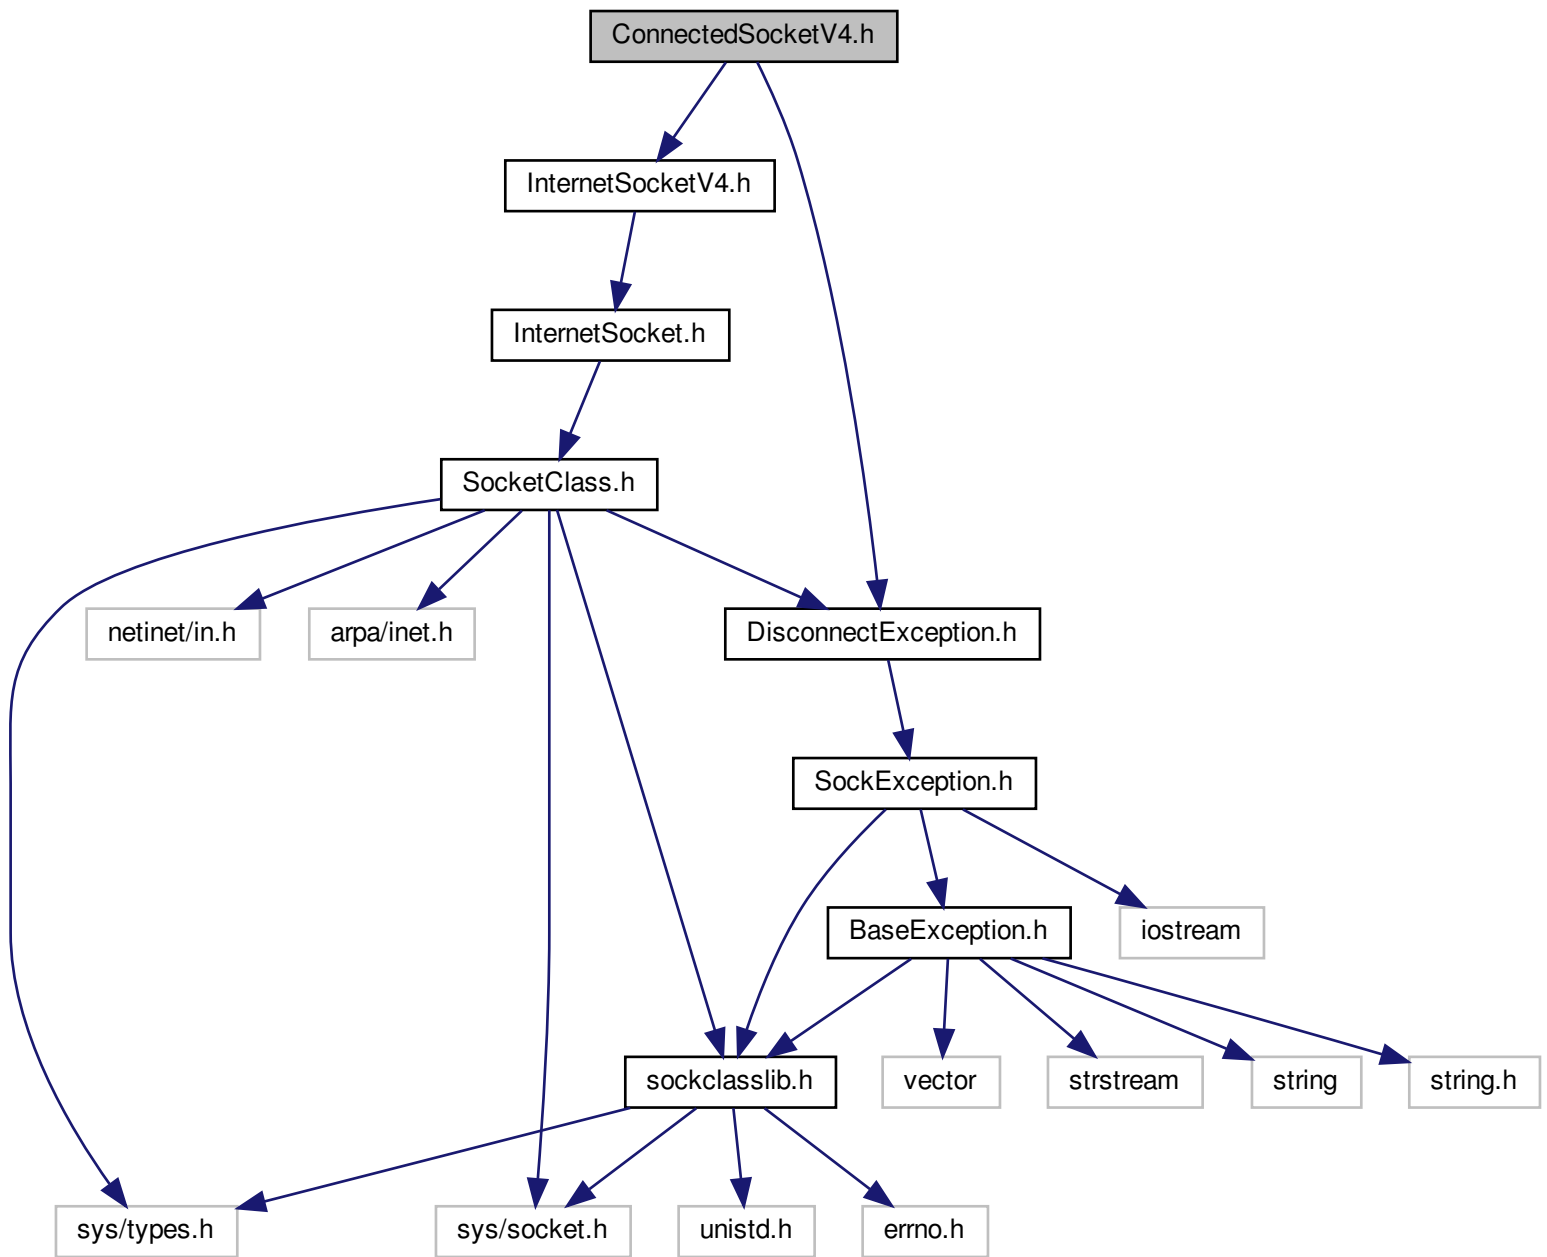 ConnectedSocketV4.h
InternetSocketV4.h
InternetSocket.h
SocketClass.h
netinet/in.h
arpa/inet.h
DisconnectException.h
SockException.h
BaseException.h
iostream
sockclasslib.h
vector
strstream
string
string.h
sys/types.h
sys/socket.h
unistd.h
errno.h